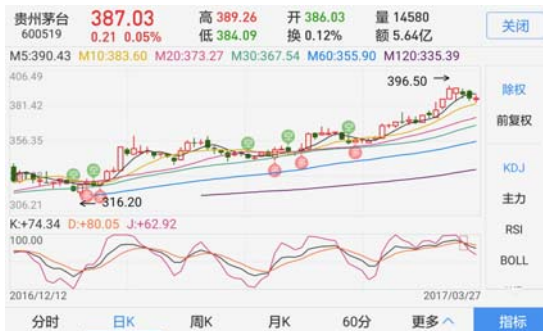 贵州茅台 387.03 高 389.26 开 386.03 量 14580 关闭
600519 0.21 0.05% 低 384.09 换 0.12% 额 5.64亿
M5:390.43 M10:383.60 M20:373.27 M30:367.54 M60:355.90 M120:335.39
406.49
396.50
除权
381.42
前复权
356.35
KDJ
主力
306.21
316.20
K:+74.34 D:+80.05 J:+62.92
RSI
100.00
BOLL
2016/12/12 2017/03/27
分时 日K 周K 月K 60分 更多 指标